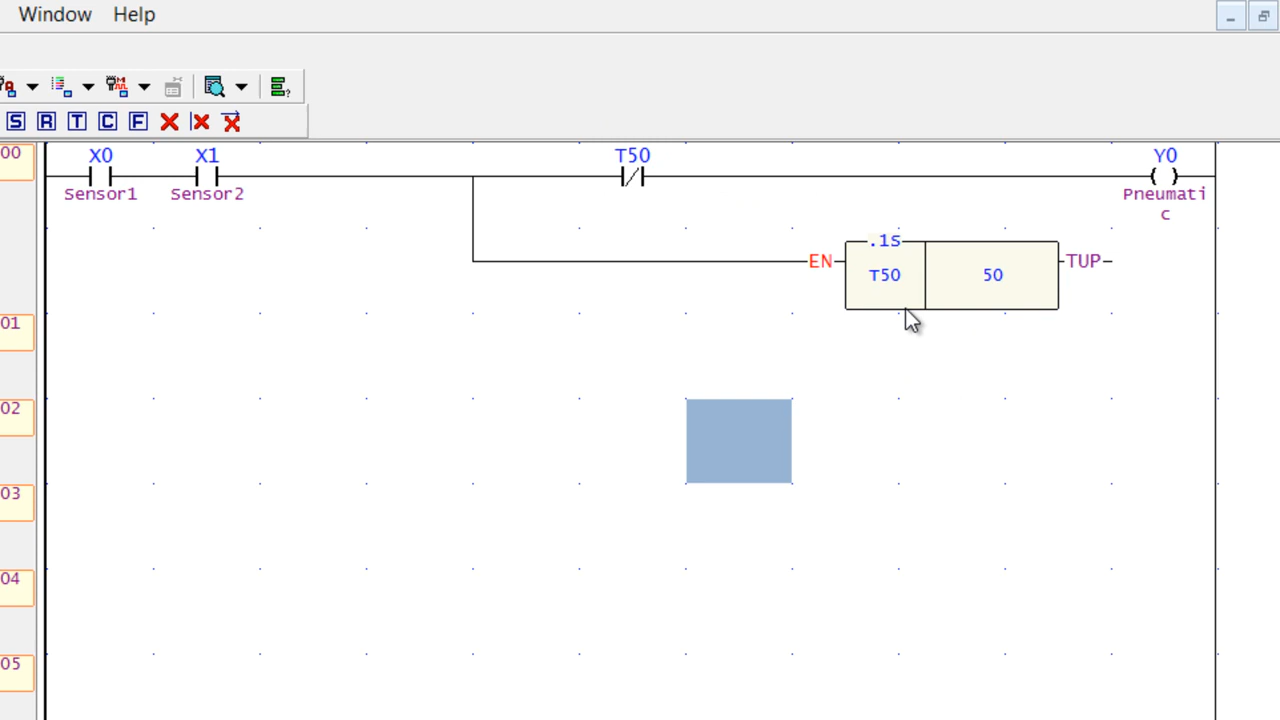 Window Help
S R T C F
00 X0 X1 T50 Y0
Sensor1 Sensor2 Pneumati
c
.1S
EN T50 50 TUP
01
02
03
04
05